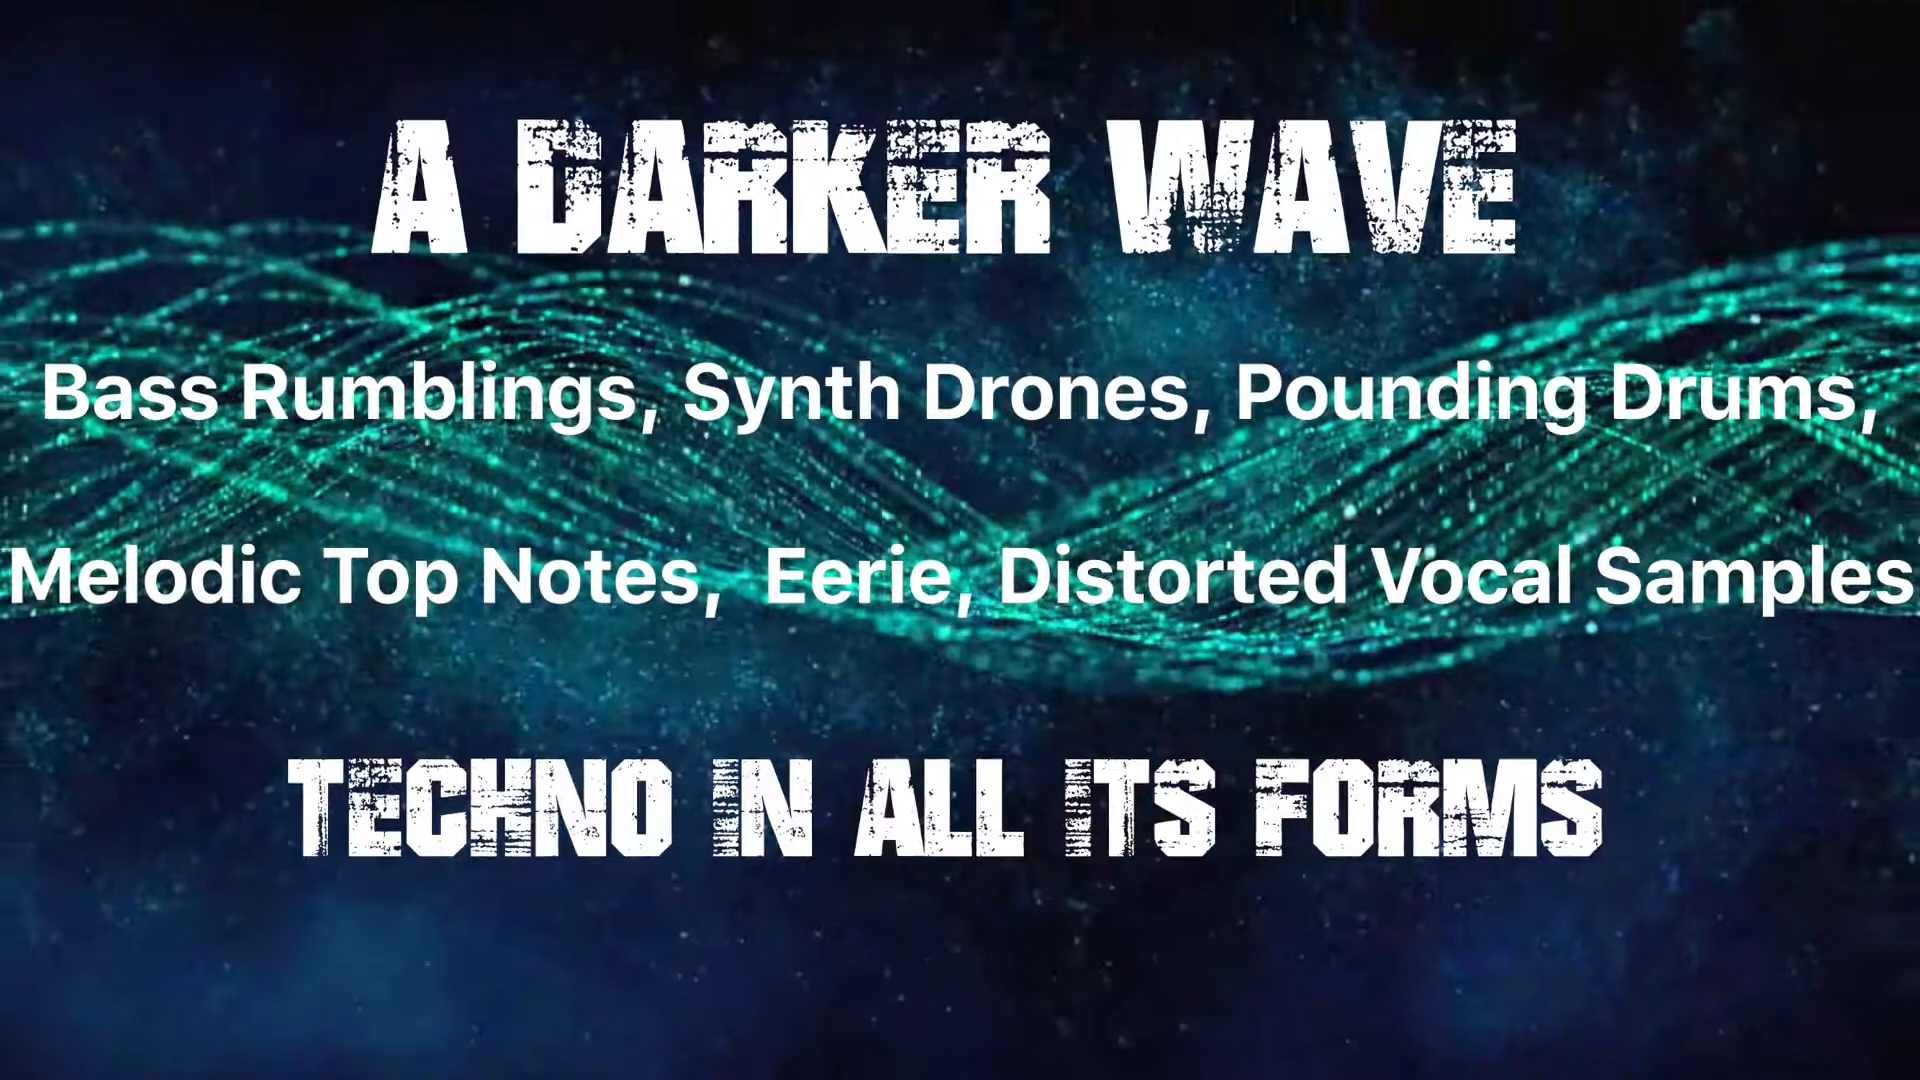 A DARKER WAVE
Bass Rumblings, Synth Drones, Pounding Drums,
Melodic Top Notes,  Eerie, Distorted Vocal Samples
TECHNO IN ALL ITS FORMS